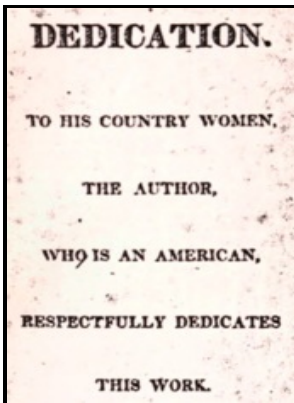 DEDICATION.
TO HIS COUNTRY WOMEN,
THE AUTHOR,
WHO IS AN AMERICAN,
RESPECTFULLY DEDICATES
THIS WORK.